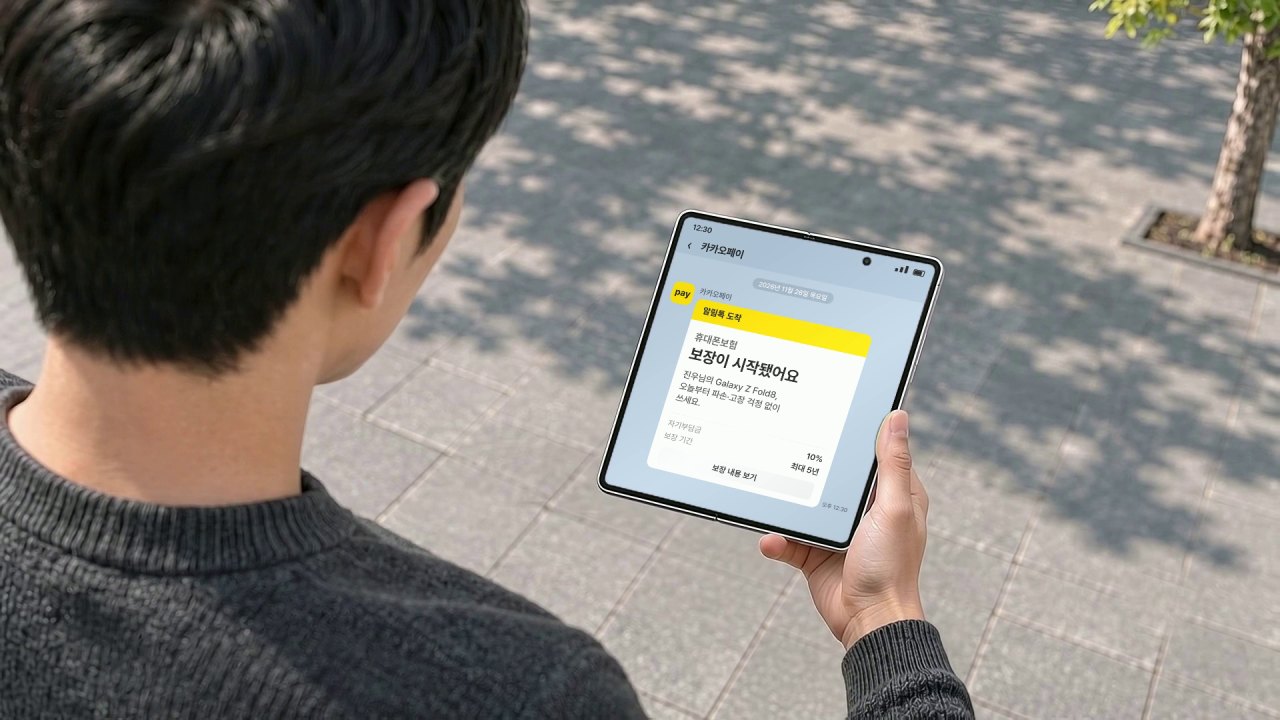 12:30
카카오페이
2026년 11월 26일 목요일
pay
카카오페이
알림톡 도착
휴대폰보험
보장이 시작됐어요
진우님의 Galaxy Z Fold8,
오늘부터 파손·고장 걱정 없이
쓰세요.
자기부담금 10%
보장 기간 최대 5년
보장 내용 보기
오후 12:30